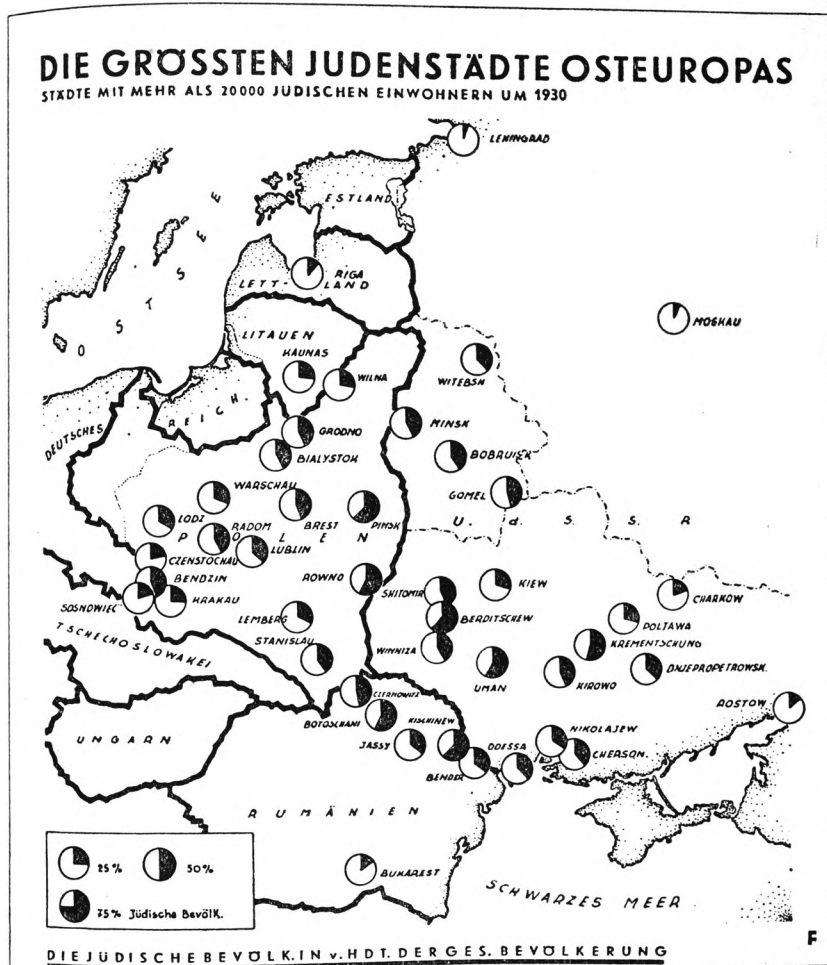 DIE GRÖSSTEN JUDENSTÄDTE OSTEUROPAS
STÄDTE MIT MEHR ALS 20000 JÜDISCHEN EINWOHNERN UM 1930
LENINGRAD
ESTLAND
OSTSEE
RIGA
LETT-LAND
MOSKAU
LITAUEN
KAUNAS
WILNA
WITEBSK
DEUTSCHES
REICH
GRODNO
MINSK
BIALYSTOK
BOBRUISK
WARSCHAU
GOMEL
LODZ
RADOM
BREST
PINSK
U.d.S.S.R
POLEN
LUBLIN
CZENSTOCHAU
BENDZIN
ROWNO
SHITOMIR
KIEW
CHARKOW
SOSNOWIEC
KRAKAU
LEMBERG
BERDITSCHEW
POLTAWA
TSCHECHOSLOWAKEI
STANISLAU
WINNIZA
KREMENTSCHUNG
UMAN
KIROWO
DNJEPROPETROWSK.
CZERNOWITZ
ROSTOW
BOTOSCHANI
KISCHINEW
NIKOLAJEW
UNGARN
JASSY
ODESSA
CHERSON.
BENDER
RUMÄNIEN
25%
50%
75% Jüdische Bevölk.
BUKAREST
SCHWARZES MEER
F
DIE JÜDISCHE BEVÖLK. IN v. HDT. DER GES. BEVÖLKERUNG